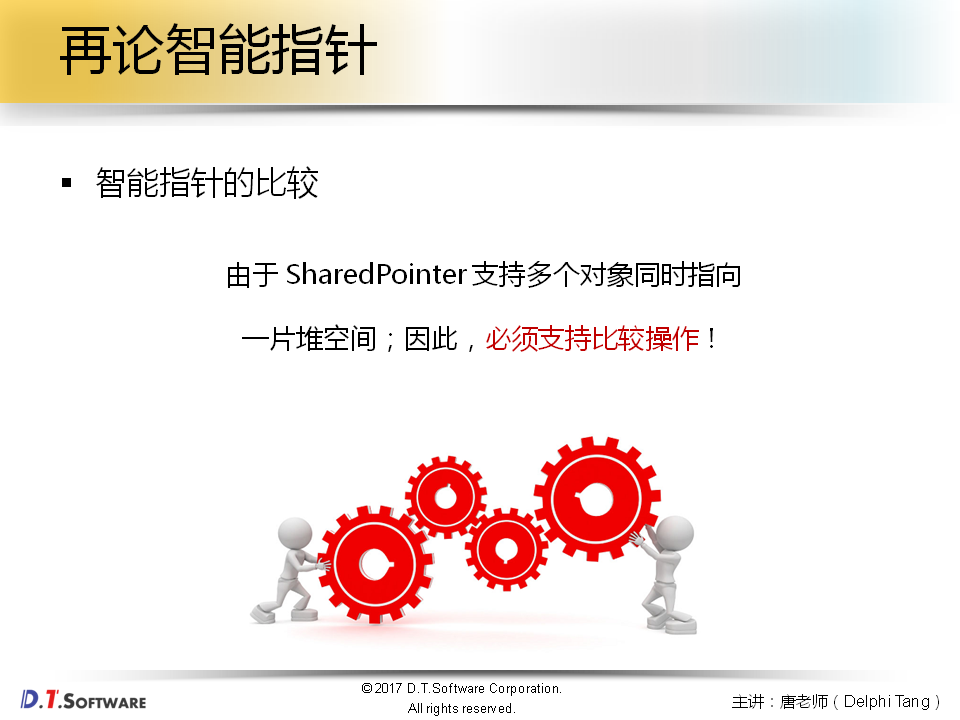 再论智能指针
▪ 智能指针的比较
由于 SharedPointer 支持多个对象同时指向
一片堆空间；因此，必须支持比较操作！
D.T.SOFTWARE
©2017 D.T.Software Corporation.
All rights reserved.
主讲：唐老师（Delphi Tang）